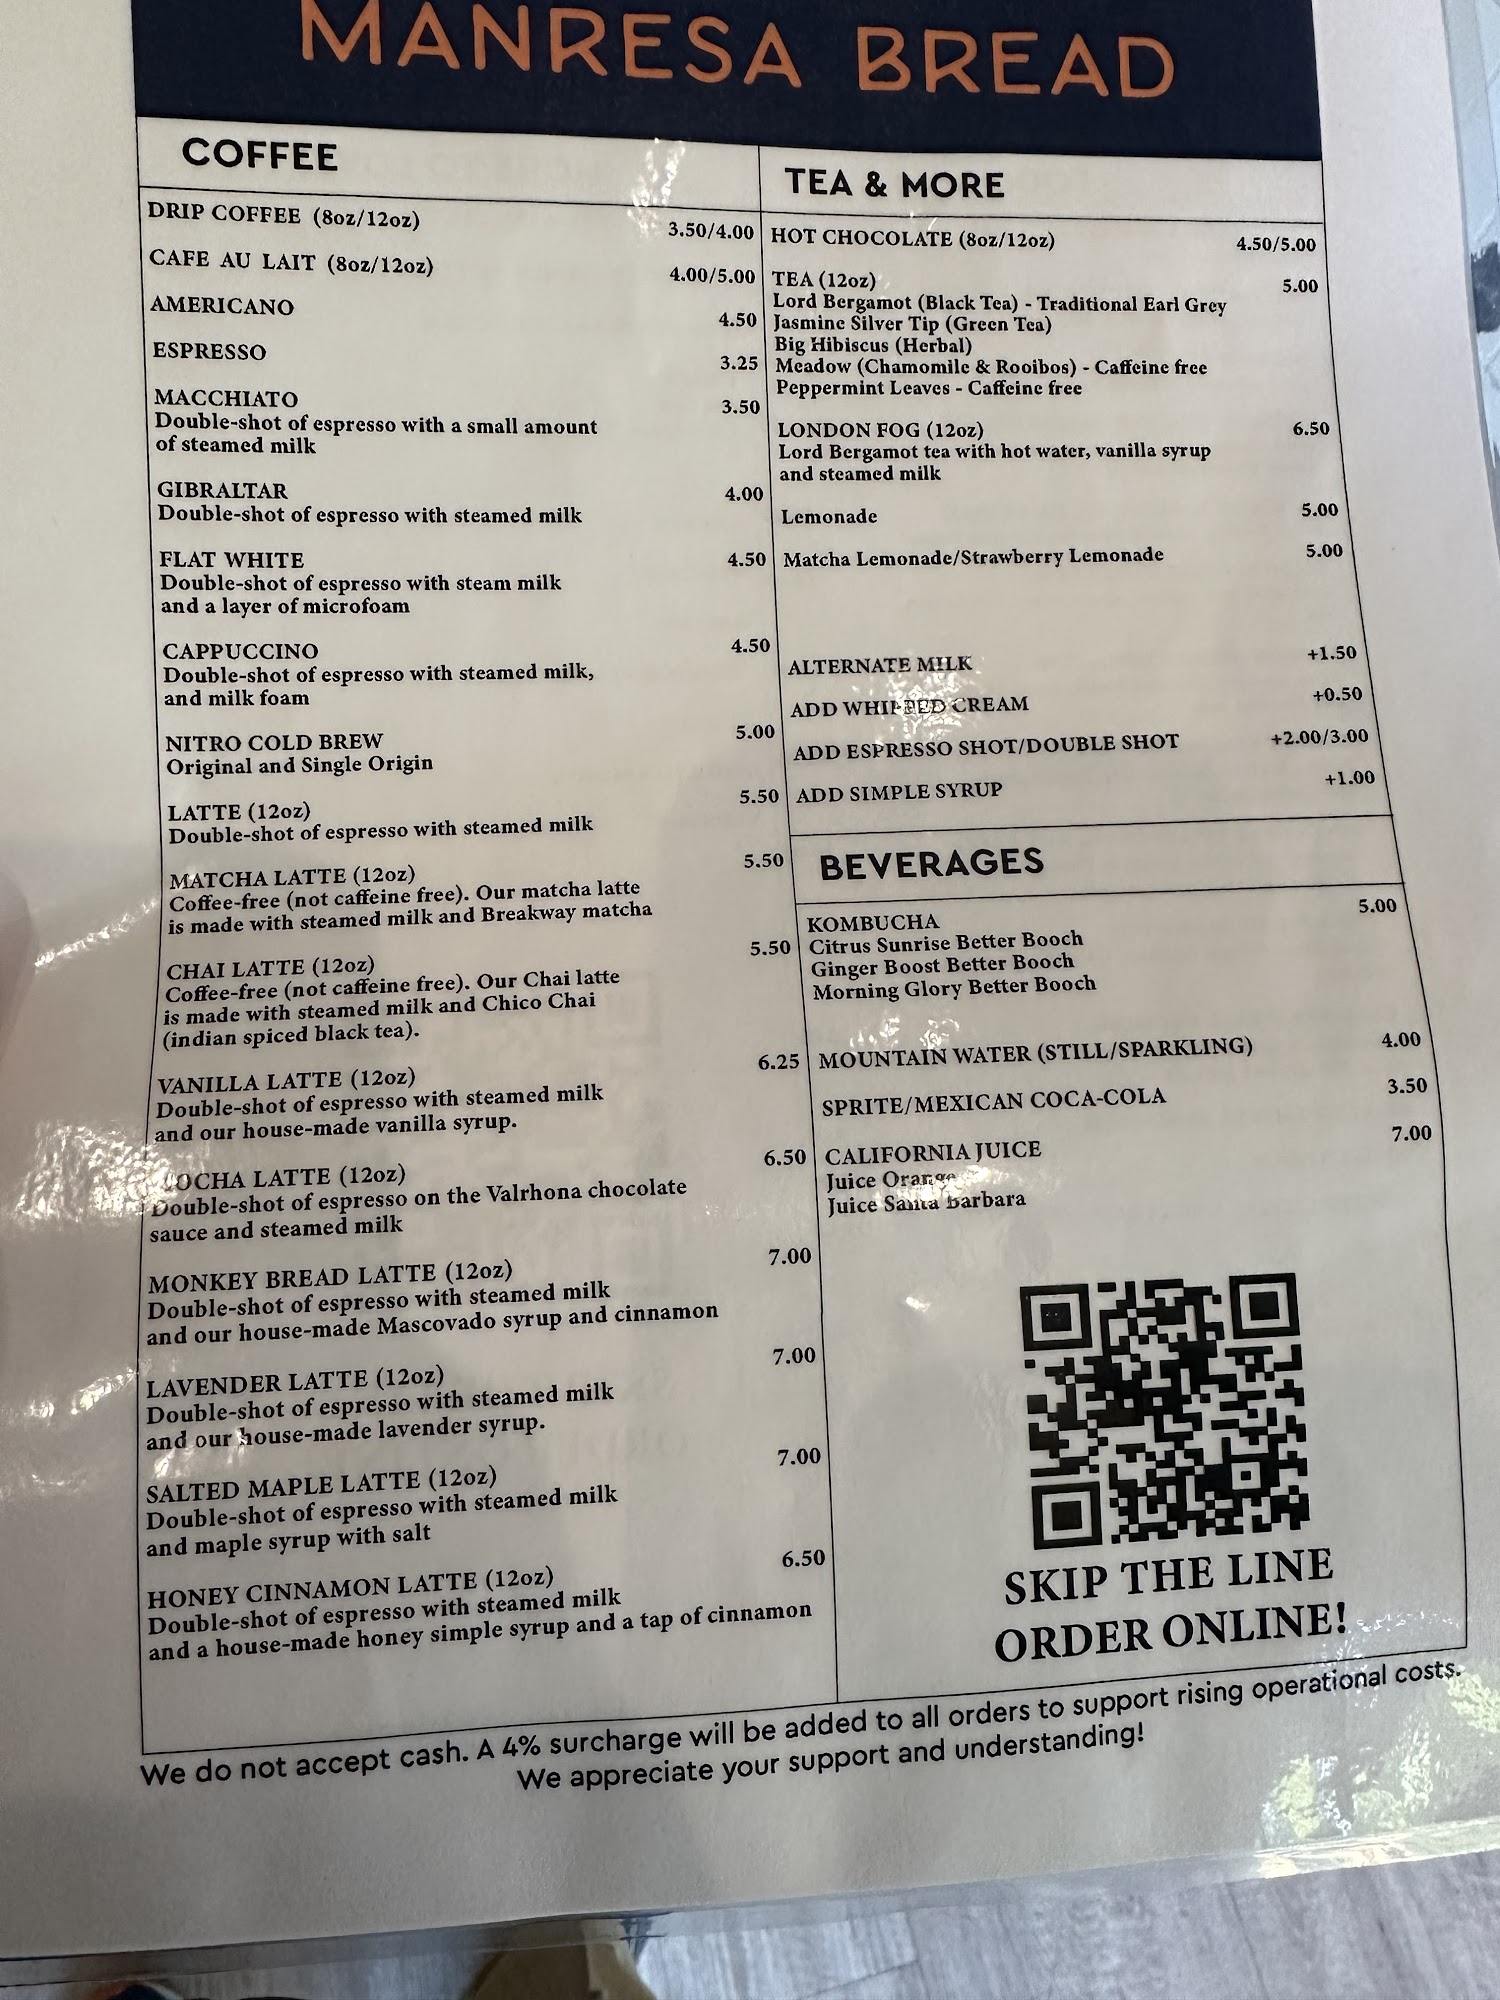 MANRESA BREAD
COFFEE
DRIP COFFEE (8oz/12oz) 3.50/4.00
CAFE AU LAIT (8oz/12oz) 4.00/5.00
AMERICANO 4.50
ESPRESSO 3.25
MACCHIATO 3.50
Double-shot of espresso with a small amount
of steamed milk
GIBRALTAR 4.00
Double-shot of espresso with steamed milk
FLAT WHITE 4.50
Double-shot of espresso with steam milk
and a layer of microfoam
CAPPUCCINO 4.50
Double-shot of espresso with steamed milk,
and milk foam
NITRO COLD BREW 5.00
Original and Single Origin
LATTE (12oz) 5.50
Double-shot of espresso with steamed milk
MATCHA LATTE (12oz) 5.50
Coffee-free (not caffeine free). Our matcha latte
is made with steamed milk and Breakway matcha
CHAI LATTE (12oz) 5.50
Coffee-free (not caffeine free). Our Chai latte
is made with steamed milk and Chico Chai
(indian spiced black tea).
VANILLA LATTE (12oz) 6.25
Double-shot of espresso with steamed milk
and our house-made vanilla syrup.
MOCHA LATTE (12oz) 6.50
Double-shot of espresso on the Valrhona chocolate
sauce and steamed milk
MONKEY BREAD LATTE (12oz) 7.00
Double-shot of espresso with steamed milk
and our house-made Mascovado syrup and cinnamon
LAVENDER LATTE (12oz) 7.00
Double-shot of espresso with steamed milk
and our house-made lavender syrup.
SALTED MAPLE LATTE (12oz) 7.00
Double-shot of espresso with steamed milk
and maple syrup with salt
HONEY CINNAMON LATTE (12oz) 6.50
Double-shot of espresso with steamed milk
and a house-made honey simple syrup and a tap of cinnamon
TEA & MORE
HOT CHOCOLATE (8oz/12oz) 4.50/5.00
TEA (12oz) 5.00
Lord Bergamot (Black Tea) - Traditional Earl Grey
Jasmine Silver Tip (Green Tea)
Big Hibiscus (Herbal)
Meadow (Chamomile & Rooibos) - Caffeine free
Peppermint Leaves - Caffeine free
LONDON FOG (12oz) 6.50
Lord Bergamot tea with hot water, vanilla syrup
and steamed milk
Lemonade 5.00
Matcha Lemonade/Strawberry Lemonade 5.00
ALTERNATE MILK +1.50
ADD WHIPPED CREAM +0.50
ADD ESPRESSO SHOT/DOUBLE SHOT +2.00/3.00
ADD SIMPLE SYRUP +1.00
BEVERAGES
KOMBUCHA 5.00
Citrus Sunrise Better Booch
Ginger Boost Better Booch
Morning Glory Better Booch
MOUNTAIN WATER (STILL/SPARKLING) 4.00
SPRITE/MEXICAN COCA-COLA 3.50
CALIFORNIA JUICE 7.00
Juice Orange
Juice Santa Barbara
SKIP THE LINE
ORDER ONLINE!
We do not accept cash. A 4% surcharge will be added to all orders to support rising operational costs.
We appreciate your support and understanding!